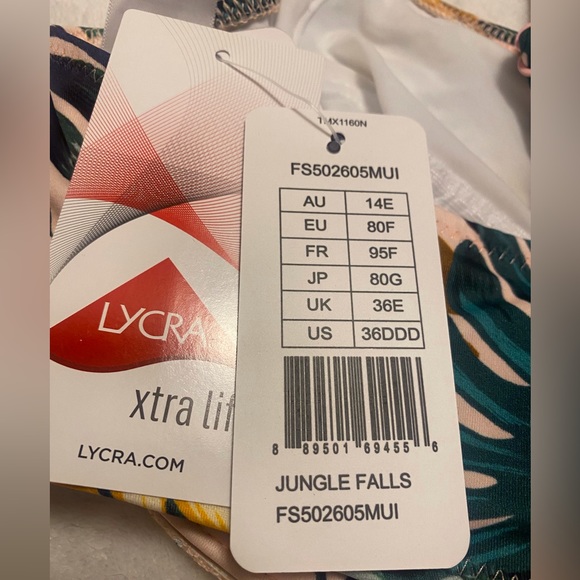 LYCRA
xtra lif
LYCRA.COM
FS502605MUI
AU 14E
EU 80F
FR 95F
JP 80G
UK 36E
US 36DDD
8 89501 69455 6
JUNGLE FALLS
FS502605MUI